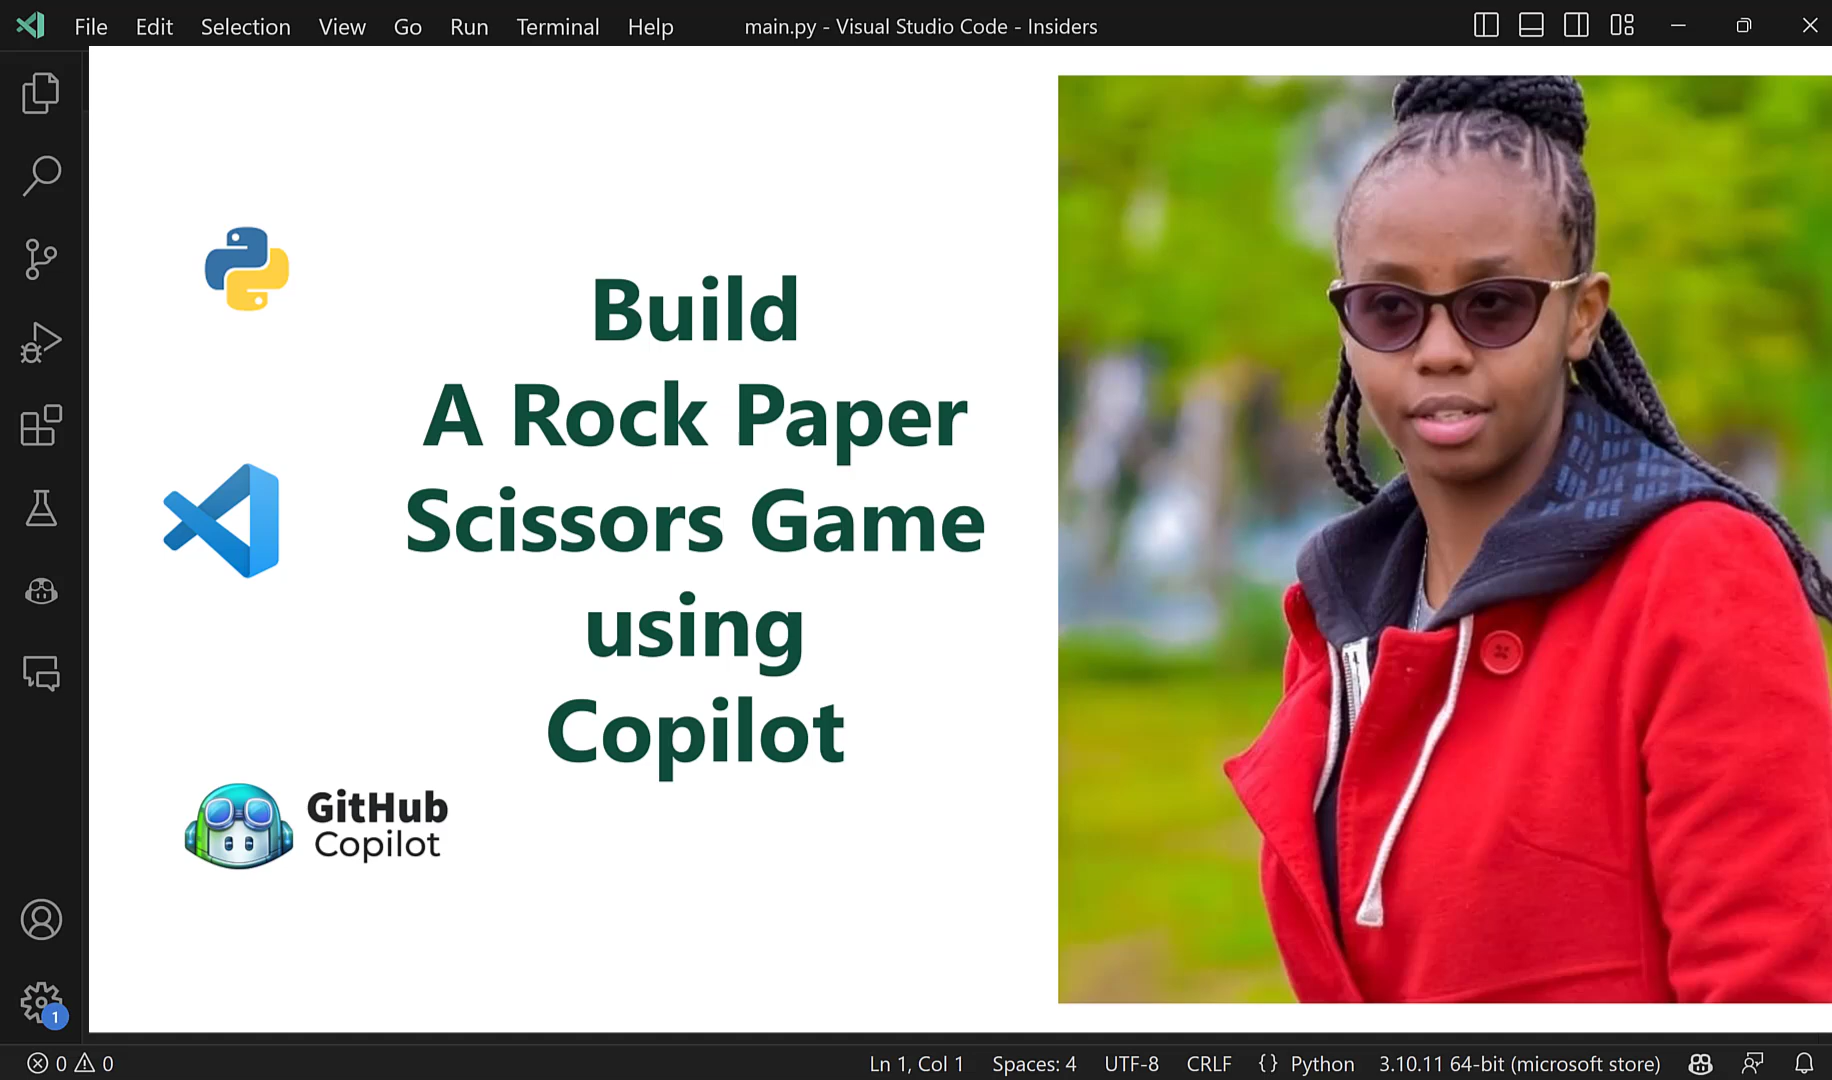 File Edit Selection View Go Run Terminal Help main.py - Visual Studio Code - Insiders
Build
A Rock Paper
Scissors Game
using
Copilot
GitHub
Copilot
1
0 0 Ln 1, Col 1 Spaces: 4 UTF-8 CRLF {} Python 3.10.11 64-bit (microsoft store)